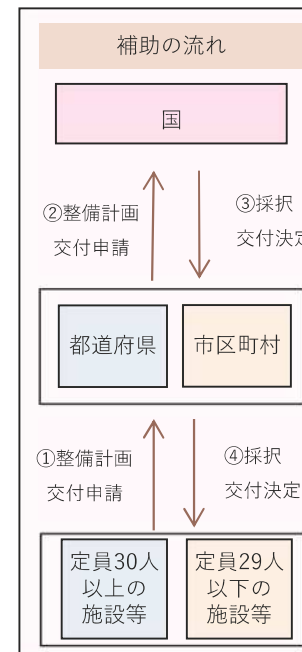 補助の流れ
国
②整備計画
交付申請
③採択
交付決定
都道府県
市区町村
①整備計画
交付申請
④採択
交付決定
定員30人
以上の
施設等
定員29人
以下の
施設等